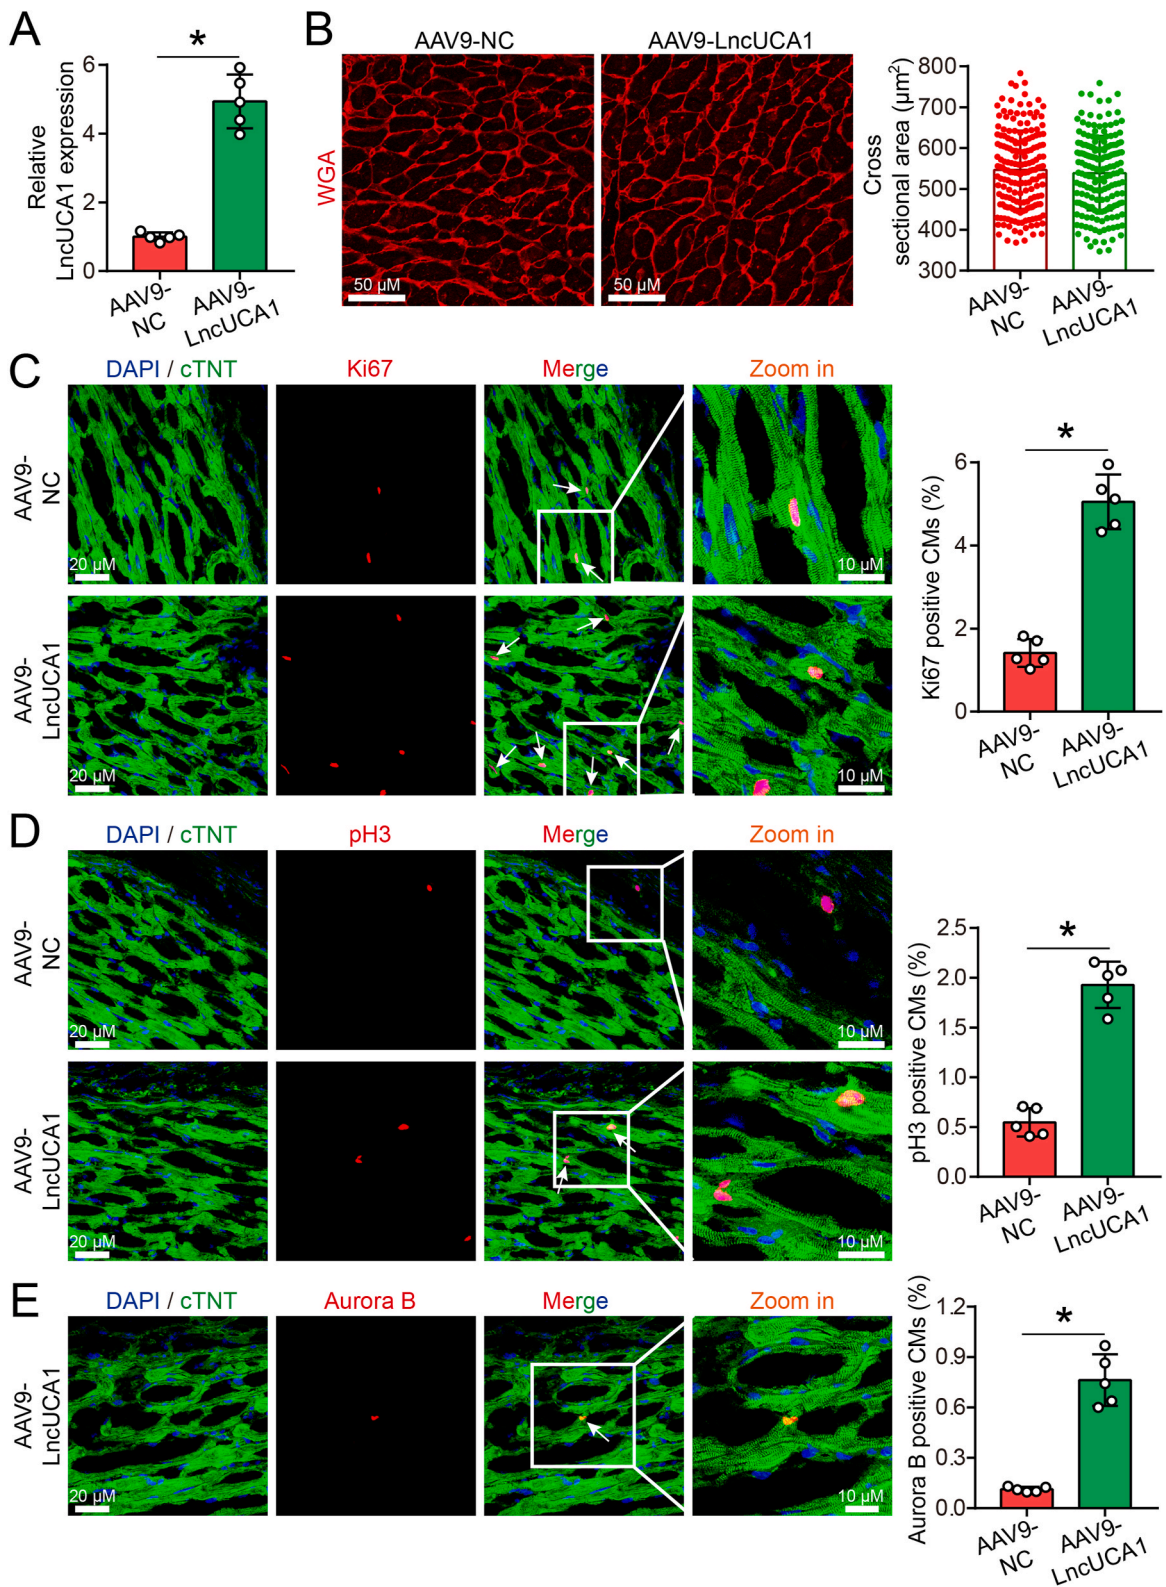 A
*
Relative
LncUCA1 expression
6
4
2
0
AAV9-
NC
AAV9-
LncUCA1
B
AAV9-NC
AAV9-LncUCA1
WGA
50 µM
50 µM
Cross
sectional area (µm²)
800
700
600
500
400
300
AAV9-
NC
AAV9-
LncUCA1
C
DAPI / cTNT
Ki67
Merge
Zoom in
AAV9-
NC
20 µM
10 µM
AAV9-
LncUCA1
20 µM
10 µM
*
Ki67 positive CMs (%)
6
4
2
0
AAV9-
NC
AAV9-
LncUCA1
D
DAPI / cTNT
pH3
Merge
Zoom in
AAV9-
NC
20 µM
10 µM
AAV9-
LncUCA1
20 µM
10 µM
*
pH3 positive CMs (%)
2.5
2.0
1.5
1.0
0.5
0.0
AAV9-
NC
AAV9-
LncUCA1
E
DAPI / cTNT
Aurora B
Merge
Zoom in
AAV9-
LncUCA1
20 µM
10 µM
*
Aurora B positive CMs (%)
1.2
0.9
0.6
0.3
0.0
AAV9-
NC
AAV9-
LncUCA1